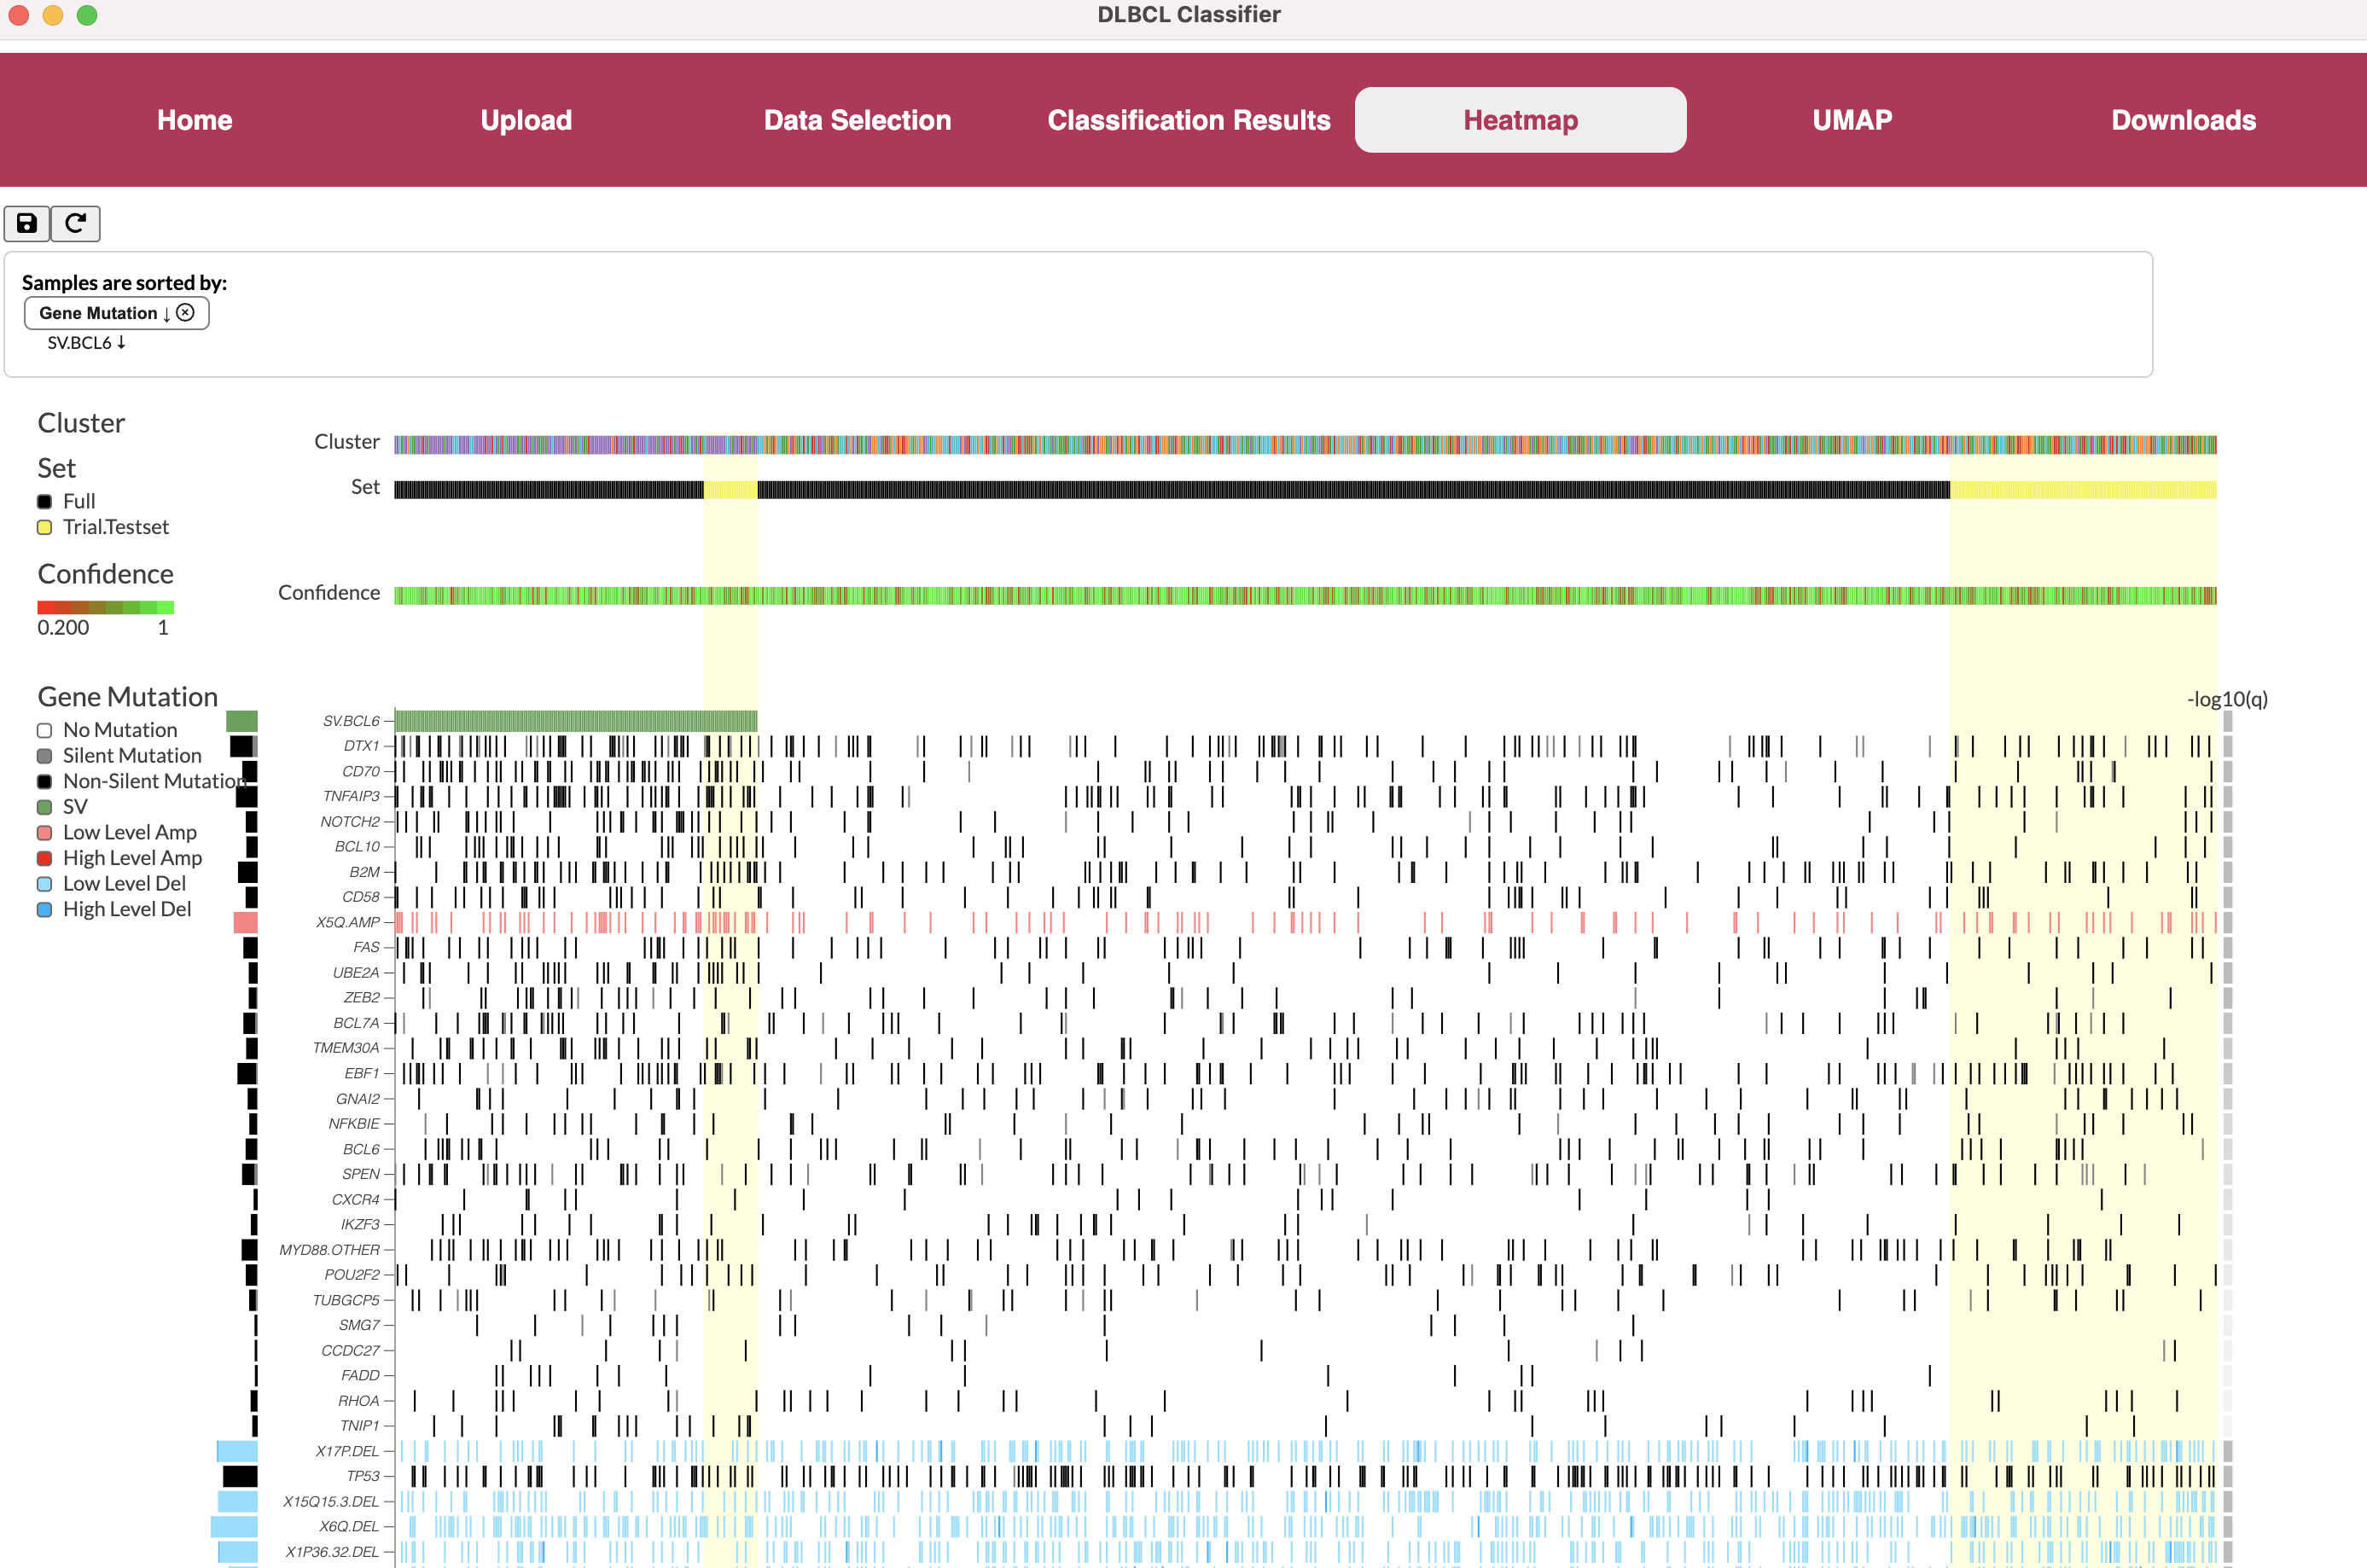 DLBCL Classifier
Home Upload Data Selection Classification Results Heatmap UMAP Downloads
Samples are sorted by:
Gene Mutation ↓
SV.BCL6 ↓
Cluster
Set
Full
Trial.Testset
Confidence
0.200 1
Gene Mutation
No Mutation
Silent Mutation
Non-Silent Mutation
SV
Low Level Amp
High Level Amp
Low Level Del
High Level Del
Cluster
Set
Confidence
-log10(q)
SV.BCL6
DTX1
CD70
TNFAIP3
NOTCH2
BCL10
B2M
CD58
X5Q.AMP
FAS
UBE2A
ZEB2
BCL7A
TMEM30A
EBF1
GNAI2
NFKBIE
BCL6
SPEN
CXCR4
IKZF3
MYD88.OTHER
POU2F2
TUBGCP5
SMG7
CCDC27
FADD
RHOA
TNIP1
X17P.DEL
TP53
X15Q15.3.DEL
X6Q.DEL
X1P36.32.DEL